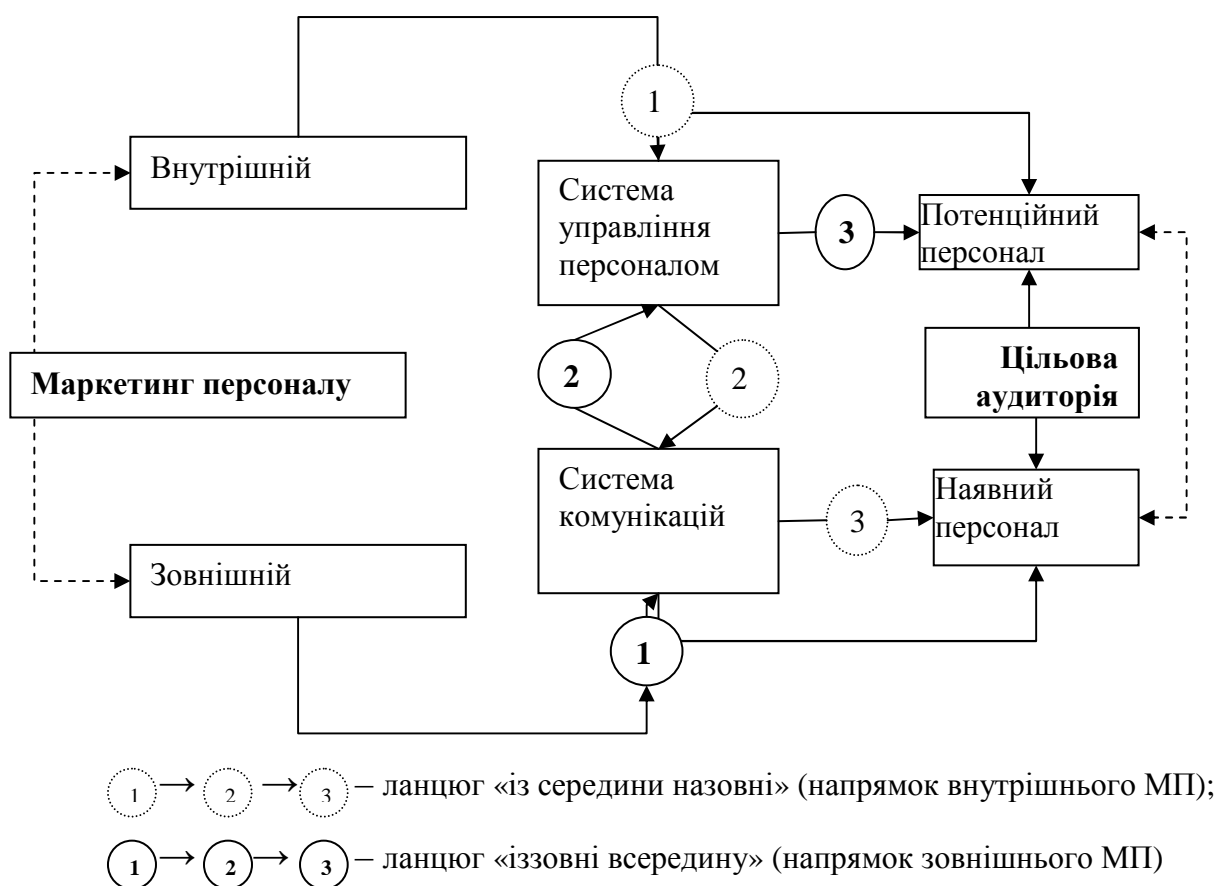 1
Внутрішній
Система
управління
персоналом
3
Потенційний
персонал
Маркетинг персоналу
2
2
Цільова
аудиторія
Система
комунікацій
3
Наявний
персонал
Зовнішній
1
1 → 2 → 3 – ланцюг «із середини назовні» (напрямок внутрішнього МП);
1 → 2 → 3 – ланцюг «іззовні всередину» (напрямок зовнішнього МП)